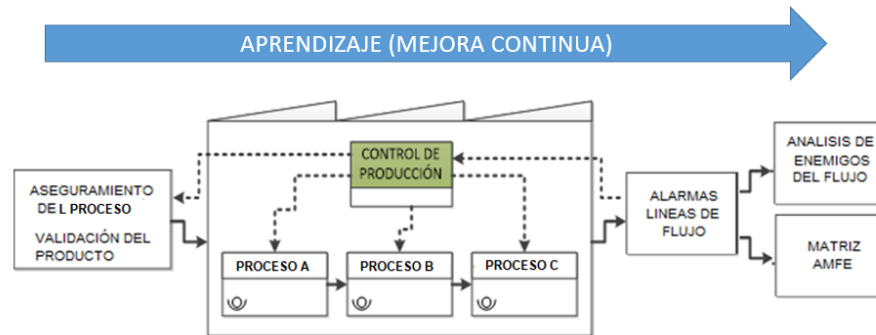 APRENDIZAJE (MEJORA CONTINUA)
CONTROL DE
PRODUCCIÓN
ASEGURAMIENTO
DE L PROCESO
VALIDACIÓN DEL
PRODUCTO
PROCESO A
PROCESO B
PROCESO C
ALARMAS
LINEAS DE
FLUJO
ANALISIS DE
ENEMIGOS
DEL FLUJO
MATRIZ
AMFE